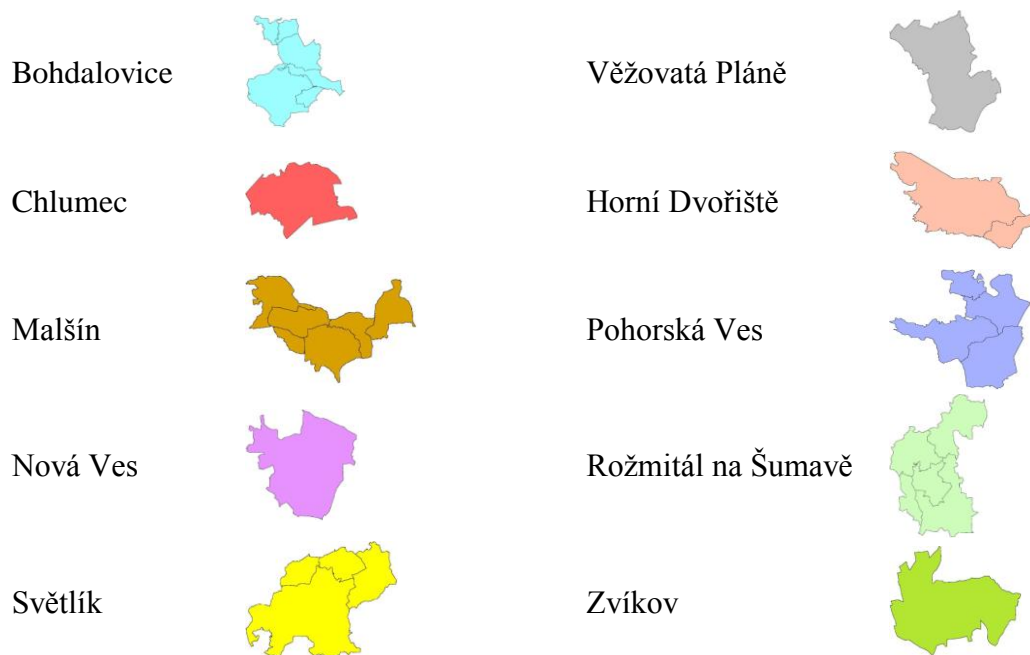 Bohdalovice
Věžovatá Pláně
Chlumec
Horní Dvořiště
Malšín
Pohorská Ves
Nová Ves
Rožmitál na Šumavě
Světlík
Zvíkov